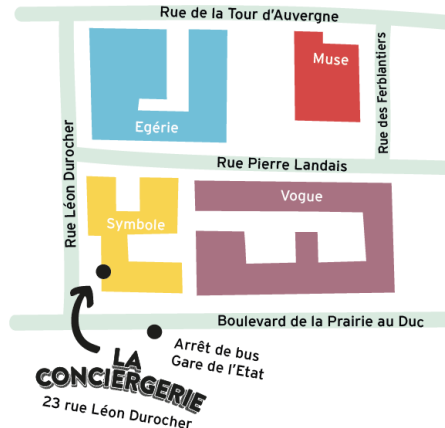 Rue de la Tour d'Auvergne
Muse
Rue des Ferblantiers
Egérie
Rue Léon Durocher
Rue Pierre Landais
Vogue
Symbole
Boulevard de la Prairie au Duc
Arrêt de bus
Gare de l'Etat
LA
CONCIERGERIE
23 rue Léon Durocher